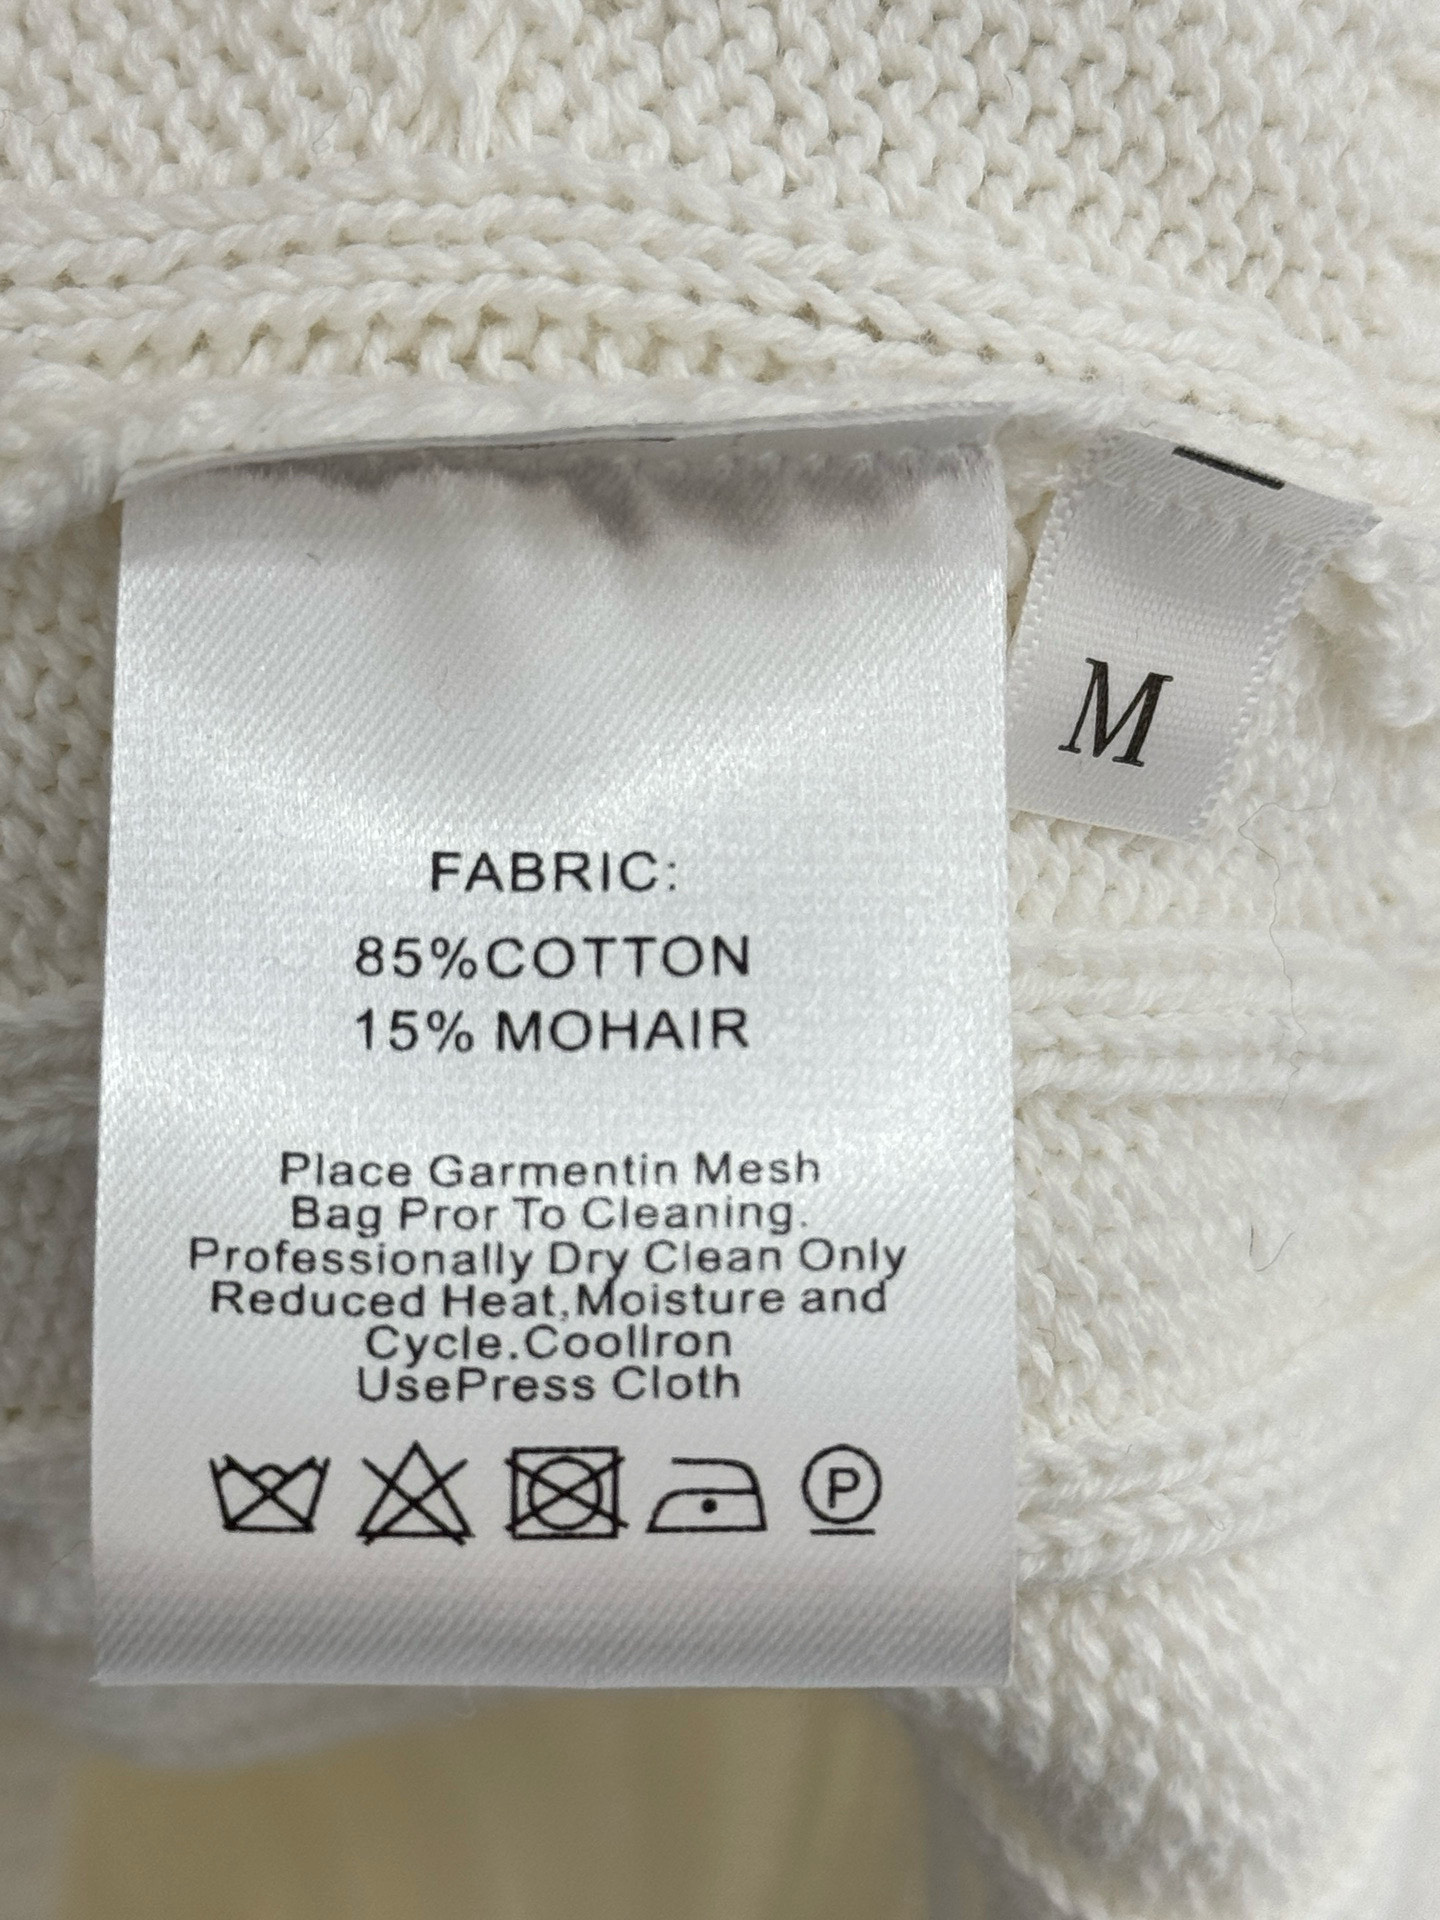 FABRIC:
85%COTTON
15% MOHAIR
Place Garmentin Mesh
Bag Pror To Cleaning.
Professionally Dry Clean Only
Reduced Heat,Moisture and
Cycle.CoolIron
UsePress Cloth
P
M